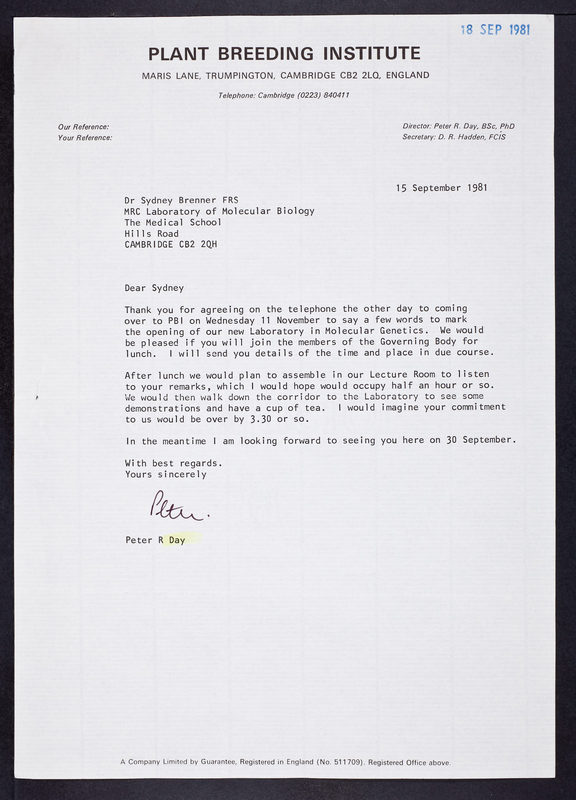 18 SEP 1981
PLANT BREEDING INSTITUTE
MARIS LANE, TRUMPINGTON, CAMBRIDGE CB2 2LQ, ENGLAND
Telephone: Cambridge (0223) 840411
Our Reference:
Your Reference:
Director: Peter R. Day, BSc, PhD
Secretary: D. R. Hadden, FCIS
15 September 1981
Dr Sydney Brenner FRS
MRC Laboratory of Molecular Biology
The Medical School
Hills Road
CAMBRIDGE CB2 2QH
Dear Sydney
Thank you for agreeing on the telephone the other day to coming
over to PBI on Wednesday 11 November to say a few words to mark
the opening of our new Laboratory in Molecular Genetics. We would
be pleased if you will join the members of the Governing Body for
lunch. I will send you details of the time and place in due course.
After lunch we would plan to assemble in our Lecture Room to listen
to your remarks, which I would hope would occupy half an hour or so.
We would then walk down the corridor to the Laboratory to see some
demonstrations and have a cup of tea. I would imagine your commitment
to us would be over by 3.30 or so.
In the meantime I am looking forward to seeing you here on 30 September.
With best regards.
Yours sincerely
Peter.
Peter R Day
A Company Limited by Guarantee, Registered in England (No. 511709). Registered Office above.